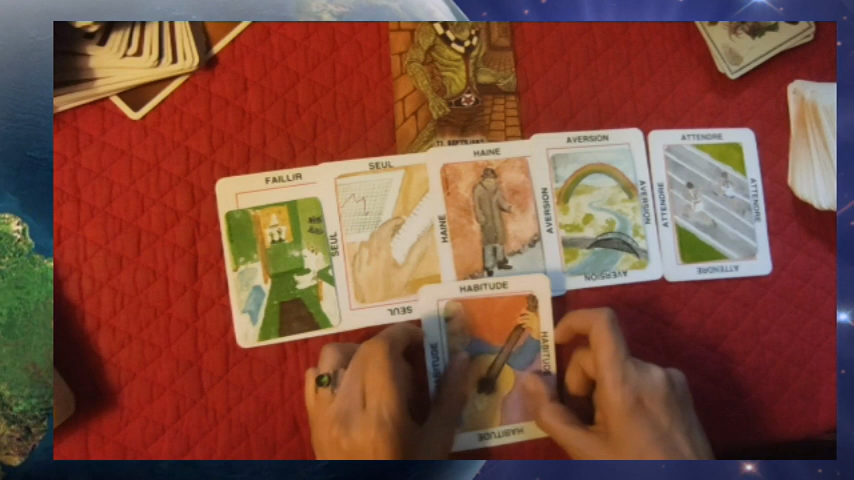 FAILLIR
SEUL
SEUL
SEUL
HAINE
HAINE
AVERSION
AVERSION
AVERSION
AVERSION
ATTENDRE
ATTENDRE
ATTENDRE
ATTENDRE
HABITUDE
HABITUDE
HABITUDE
HABITUDE